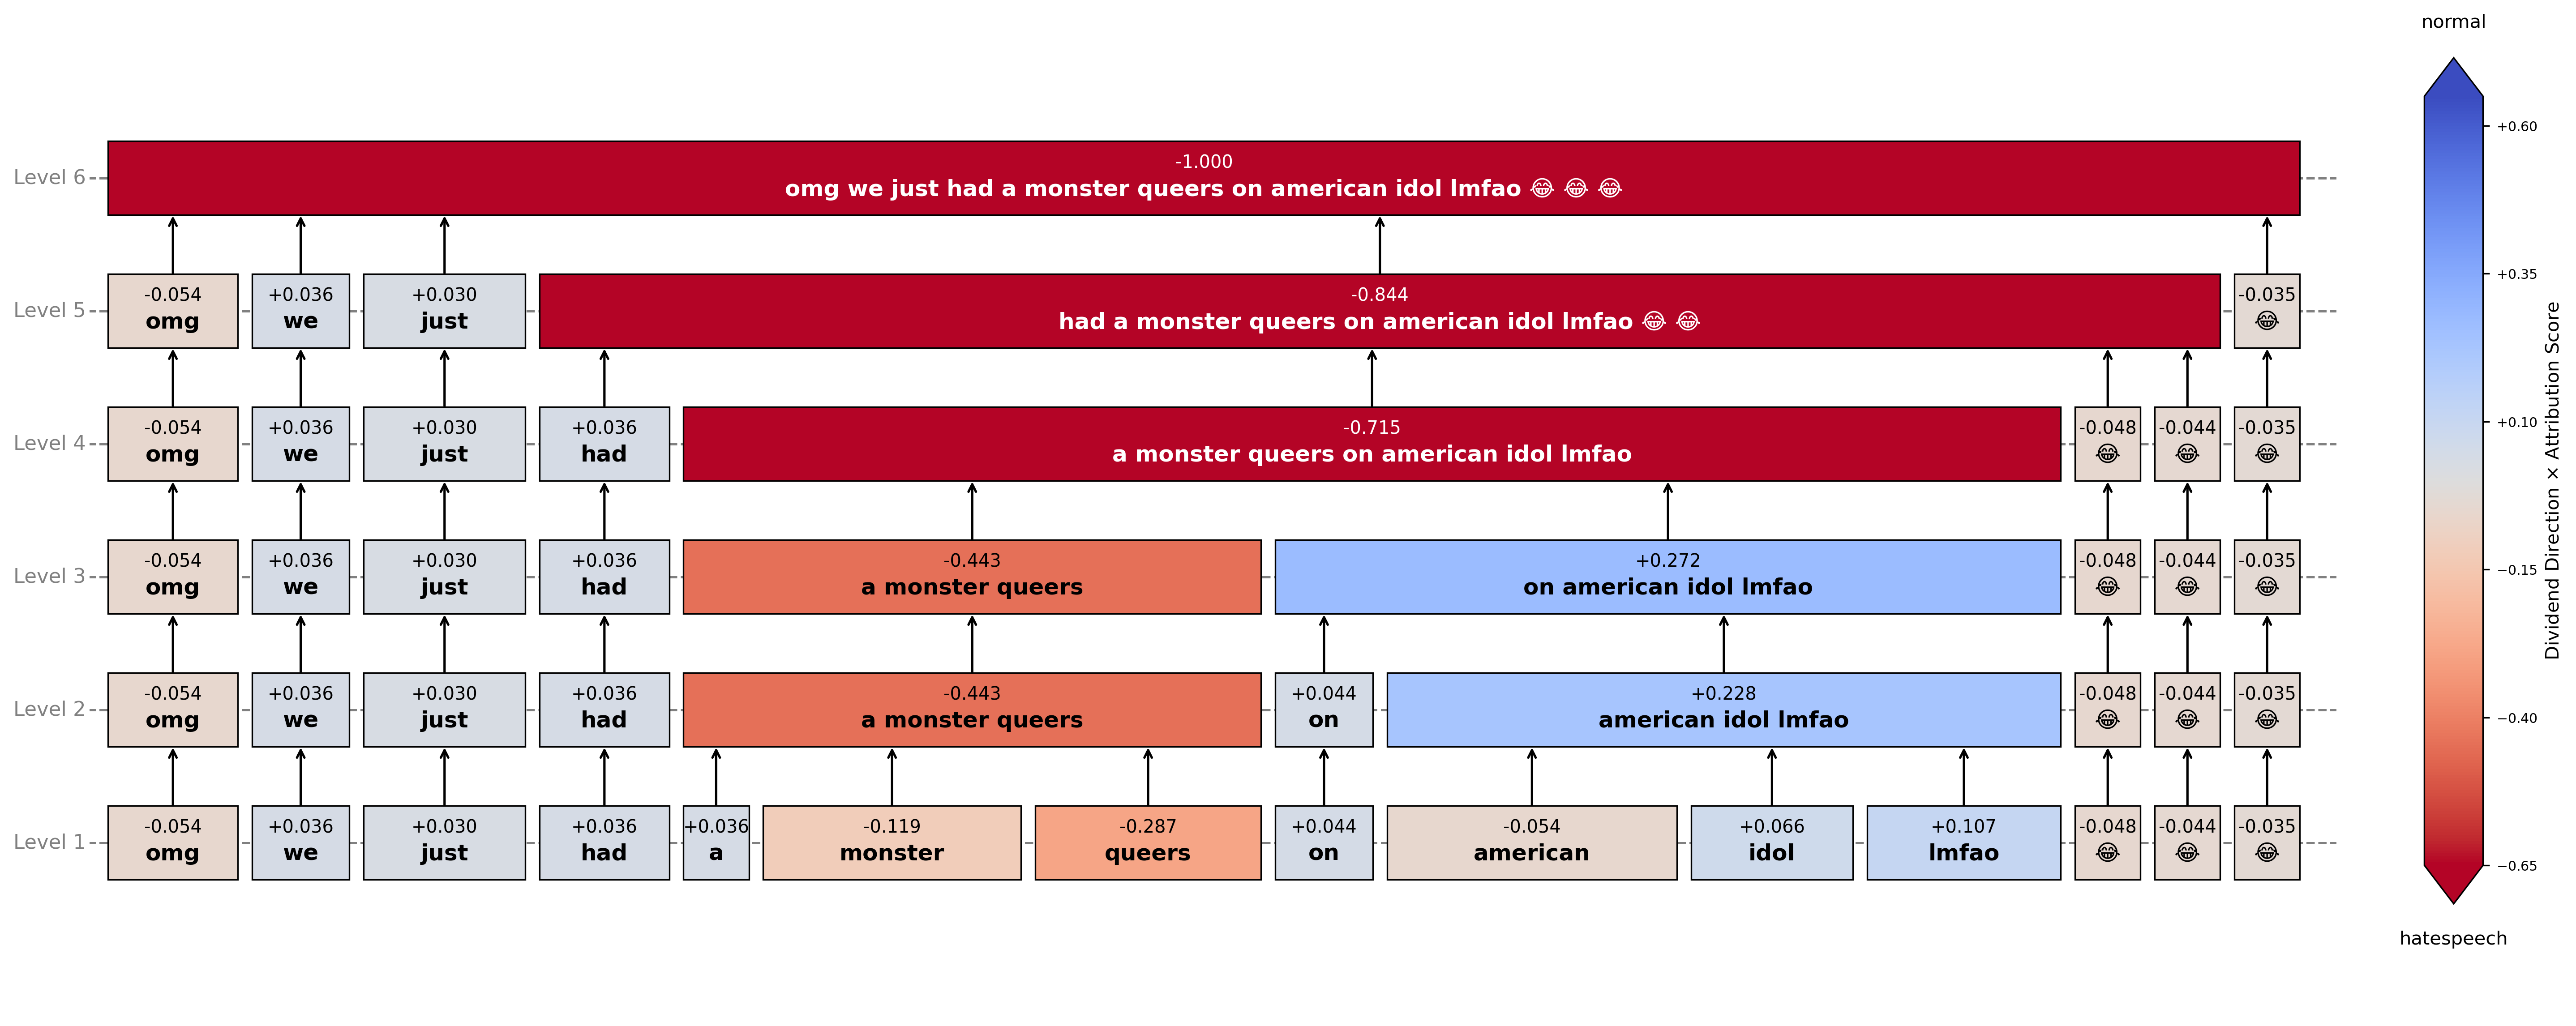 normal
Level 6
-1.000
omg we just had a monster queers on american idol lmfao 😂 😂 😂
Level 5
-0.054
omg
+0.036
we
+0.030
just
-0.844
had a monster queers on american idol lmfao 😂 😂
-0.035
😂
Level 4
-0.054
omg
+0.036
we
+0.030
just
+0.036
had
-0.715
a monster queers on american idol lmfao
-0.048
😂
-0.044
😂
-0.035
😂
Level 3
-0.054
omg
+0.036
we
+0.030
just
+0.036
had
-0.443
a monster queers
+0.272
on american idol lmfao
-0.048
😂
-0.044
😂
-0.035
😂
Level 2
-0.054
omg
+0.036
we
+0.030
just
+0.036
had
-0.443
a monster queers
+0.044
on
+0.228
american idol lmfao
-0.048
😂
-0.044
😂
-0.035
😂
Level 1
-0.054
omg
+0.036
we
+0.030
just
+0.036
had
+0.036
a
-0.119
monster
-0.287
queers
+0.044
on
-0.054
american
+0.066
idol
+0.107
lmfao
-0.048
😂
-0.044
😂
-0.035
😂
+0.60
+0.35
+0.10
−0.15
−0.40
−0.65
Dividend Direction × Attribution Score
hatespeech